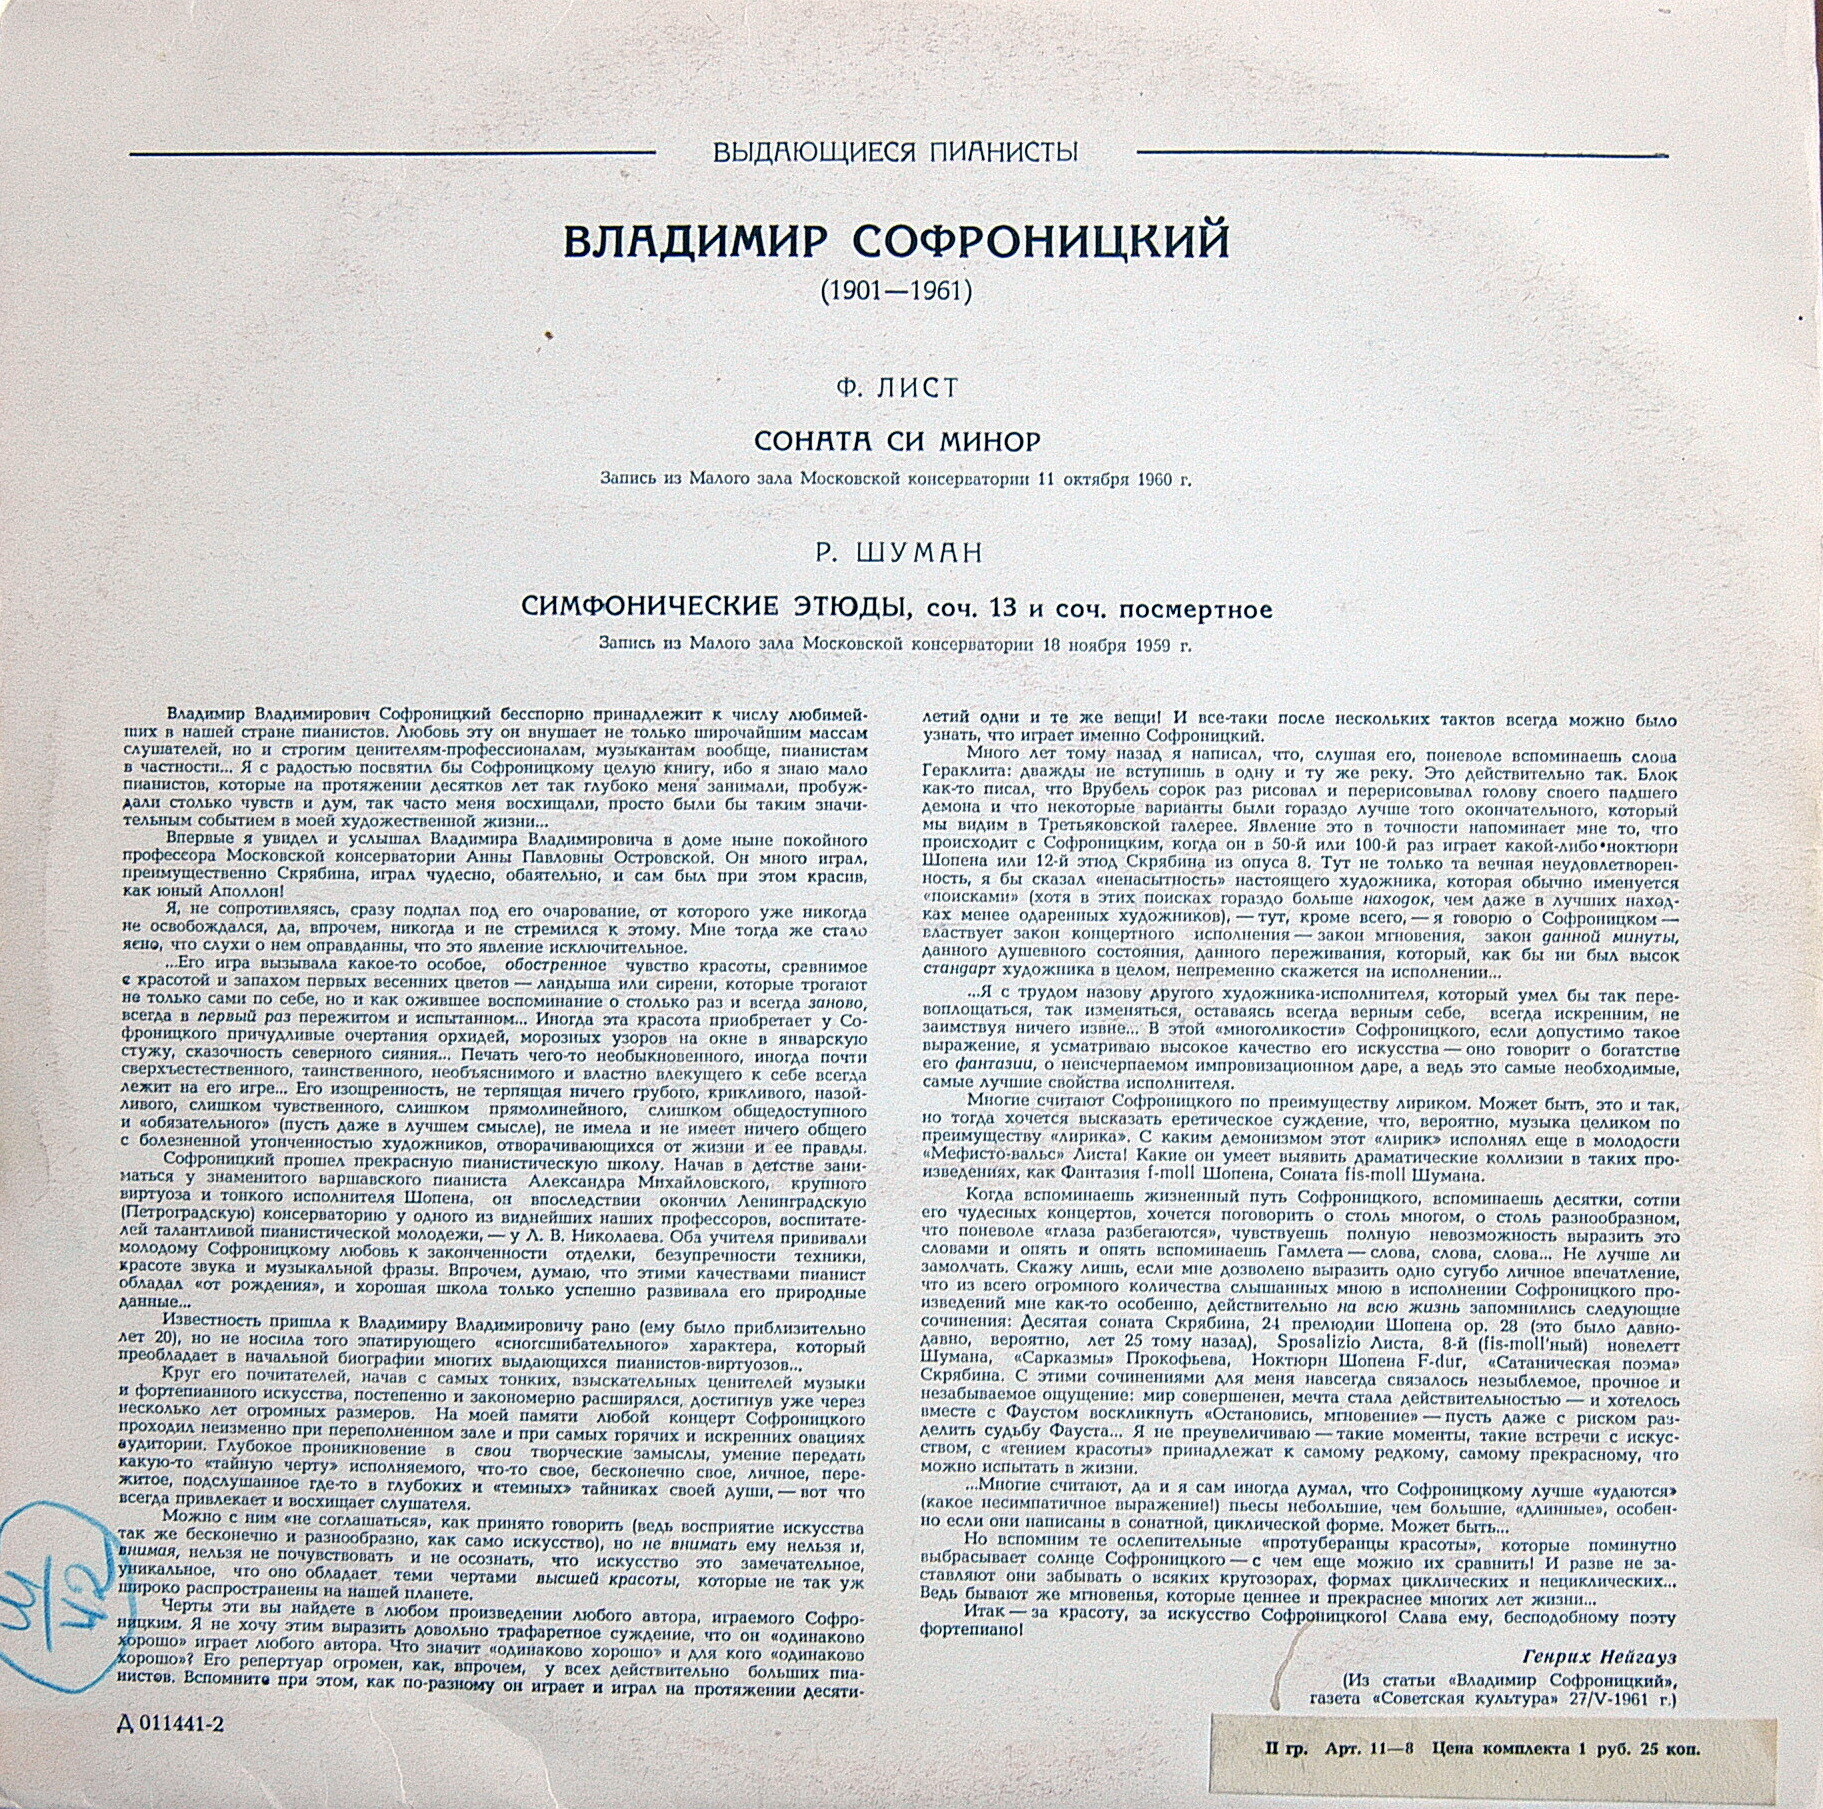 ВЫДАЮЩИЕСЯ ПИАНИСТЫ
ВЛАДИМИР СОФРОНИЦКИЙ
(1901—1961)
Ф. ЛИСТ
СОНАТА СИ МИНОР
Запись из Малого зала Московской консерватории 11 октября 1960 г.
Р. ШУМАН
СИМФОНИЧЕСКИЕ ЭТЮДЫ, соч. 13 и соч. посмертное
Запись из Малого зала Московской консерватории 18 ноября 1959 г.
Владимир Владимирович Софроницкий бесспорно принадлежит к числу любимей-
ших в нашей стране пианистов. Любовь эту он внушает не только широчайшим массам
слушателей, но и строгим ценителям-профессионалам, музыкантам вообще, пианистам
в частности... Я с радостью посвятил бы Софроницкому целую книгу, ибо я знаю мало
пианистов, которые на протяжении десятков лет так глубоко меня занимали, пробуж-
дали столько чувств и дум, так часто меня восхищали, просто были бы таким значи-
тельным событием в моей художественной жизни...
Впервые я увидел и услышал Владимира Владимировича в доме ныне покойного
профессора Московской консерватории Анны Павловны Островской. Он много играл,
преимущественно Скрябина, играл чудесно, обаятельно, и сам был при этом красив,
как юный Аполлон!
Я, не сопротивляясь, сразу подпал под его очарование, от которого уже никогда
не освобождался, да, впрочем, никогда и не стремился к этому. Мне тогда же стало
ясно, что слухи о нем оправданны, что это явление исключительное.
...Его игра вызывала какое-то особое, обостренное чувство красоты, сравнимое
с красотой и запахом первых весенних цветов — ландыша или сирени, которые трогают
не только сами по себе, но и как ожившее воспоминание о столько раз и всегда заново,
всегда в первый раз пережитом и испытанном... Иногда эта красота приобретает у Со-
фроницкого причудливые очертания орхидей, морозных узоров на окне в январскую
стужу, сказочность северного сияния... Печать чего-то необыкновенного, иногда почти
сверхъестественного, таинственного, необъяснимого и властно влекущего к себе всегда
лежит на его игре... Его изощренность, не терпящая ничего грубого, крикливого, назой-
ливого, слишком чувственного, слишком прямолинейного, слишком общедоступного
и «обязательного» (пусть даже в лучшем смысле), не имела и не имеет ничего общего
с болезненной утонченностью художников, отворачивающихся от жизни и ее правды.
Софроницкий прошел прекрасную пианистическую школу. Начав в детстве зани-
маться у знаменитого варшавского пианиста Александра Михайловского, крупного
виртуоза и тонкого исполнителя Шопена, он впоследствии окончил Ленинградскую
(Петроградскую) консерваторию у одного из виднейших наших профессоров, воспитате-
лей талантливой пианистической молодежи, — у Л. В. Николаева. Оба учителя прививали
молодому Софроницкому любовь к законченности отделки, безупречности техники,
красоте звука и музыкальной фразы. Впрочем, думаю, что этими качествами пианист
обладал «от рождения», и хорошая школа только успешно развивала его природные
данные...
Известность пришла к Владимиру Владимировичу рано (ему было приблизительно
лет 20), но не носила того эпатирующего «сногсшибательного» характера, который
преобладает в начальной биографии многих выдающихся пианистов-виртуозов...
Круг его почитателей, начав с самых тонких, взыскательных ценителей музыки
и фортепианного искусства, постепенно и закономерно расширялся, достигнув уже через
несколько лет огромных размеров. На моей памяти любой концерт Софроницкого
проходил неизменно при переполненном зале и при самых горячих и искренних овациях
аудитории. Глубокое проникновение в свои творческие замыслы, умение передать
какую-то «тайную черту» исполняемого, что-то свое, бесконечно свое, личное, пере-
житое, подслушанное где-то в глубоких и «темных» тайниках своей души, — вот что
всегда привлекает и восхищает слушателя.
Можно с ним «не соглашаться», как принято говорить (ведь восприятие искусства
так же бесконечно и разнообразно, как само искусство), но не внимать ему нельзя и,
внимая, нельзя не почувствовать и не осознать, что искусство это замечательное,
уникальное, что оно обладает теми чертами высшей красоты, которые не так уж
широко распространены на нашей планете.
Черты эти вы найдете в любом произведении любого автора, играемого Софро-
ницким. Я не хочу этим выразить довольно трафаретное суждение, что он «одинаково
хорошо» играет любого автора. Что значит «одинаково хорошо» и для кого «одинаково
хорошо»? Его репертуар огромен, как, впрочем, у всех действительно больших пиа-
нистов. Вспомните при этом, как по-разному он играет и играл на протяжении десяти-
Д 011441-2
летий одни и те же вещи! И все-таки после нескольких тактов всегда можно было
узнать, что играет именно Софроницкий.
Много лет тому назад я написал, что, слушая его, поневоле вспоминаешь слова
Гераклита: дважды не вступишь в одну и ту же реку. Это действительно так. Блок
как-то писал, что Врубель сорок раз рисовал и перерисовывал голову своего падшего
демона и что некоторые варианты были гораздо лучше того окончательного, который
мы видим в Третьяковской галерее. Явление это в точности напоминает мне то, что
происходит с Софроницким, когда он в 50-й или 100-й раз играет какой-либо ноктюрн
Шопена или 12-й этюд Скрябина из опуса 8. Тут не только та вечная неудовлетворен-
ность, я бы сказал «ненасытность» настоящего художника, которая обычно именуется
«поисками» (хотя в этих поисках гораздо больше находок, чем даже в лучших наход-
ках менее одаренных художников), — тут, кроме всего, — я говорю о Софроницком —
властвует закон концертного исполнения — закон мгновения, закон данной минуты,
данного душевного состояния, данного переживания, который, как бы ни был высок
стандарт художника в целом, непременно скажется на исполнении...
...Я с трудом назову другого художника-исполнителя, который умел бы так пере-
воплощаться, так изменяться, оставаясь всегда верным себе, всегда искренним, не
заимствуя ничего извне... В этой «многоликости» Софроницкого, если допустимо такое
выражение, я усматриваю высокое качество его искусства — оно говорит о богатстве
его фантазии, о неисчерпаемом импровизационном даре, а ведь это самые необходимые,
самые лучшие свойства исполнителя.
Многие считают Софроницкого по преимуществу лириком. Может быть, это и так,
но тогда хочется высказать еретическое суждение, что, вероятно, музыка целиком по
преимуществу «лирика». С каким демонизмом этот «лирик» исполнял еще в молодости
«Мефисто-вальс» Листа! Какие он умеет выявить драматические коллизии в таких про-
изведениях, как Фантазия f-moll Шопена, Соната fis-moll Шумана.
Когда вспоминаешь жизненный путь Софроницкого, вспоминаешь десятки, сотни
его чудесных концертов, хочется поговорить о столь многом, о столь разнообразном,
что поневоле «глаза разбегаются», чувствуешь полную невозможность выразить это
словами и опять и опять вспоминаешь Гамлета — слова, слова, слова... Не лучше ли
замолчать. Скажу лишь, если мне дозволено выразить одно сугубо личное впечатление,
что из всего огромного количества слышанных мною в исполнении Софроницкого про-
изведений мне как-то особенно, действительно на всю жизнь запомнились следующие
сочинения: Десятая соната Скрябина, 24 прелюдии Шопена op. 28 (это было давно-
давно, вероятно, лет 25 тому назад), Sposalizio Листа, 8-й (fis-moll'ный) новелетт
Шумана, «Сарказмы» Прокофьева, Ноктюрн Шопена F-dur, «Сатаническая поэма»
Скрябина. С этими сочинениями для меня навсегда связалось незыблемое, прочное и
незабываемое ощущение: мир совершенен, мечта стала действительностью — и хотелось
вместе с Фаустом воскликнуть «Остановись, мгновение» — пусть даже с риском раз-
делить судьбу Фауста... Я не преувеличиваю — такие моменты, такие встречи с искус-
ством, с «гением красоты» принадлежат к самому редкому, самому прекрасному, что
можно испытать в жизни.
...Многие считают, да и я сам иногда думал, что Софроницкому лучше «удаются»
(какое несимпатичное выражение!) пьесы небольшие, чем большие, «длинные», особен-
но если они написаны в сонатной, циклической форме. Может быть...
Но вспомним те ослепительные «протуберанцы красоты», которые поминутно
выбрасывает солнце Софроницкого — с чем еще можно их сравнить! И разве не за-
ставляют они забывать о всяких кругозорах, формах циклических и нециклических...
Ведь бывают же мгновенья, которые ценнее и прекраснее многих лет жизни...
Итак — за красоту, за искусство Софроницкого! Слава ему, бесподобному поэту
фортепиано!
Генрих Нейгауз
(Из статьи «Владимир Софроницкий»,
газета «Советская культура» 27/V-1961 г.)
II гр. Арт. 11—8 Цена комплекта 1 руб. 25 коп.